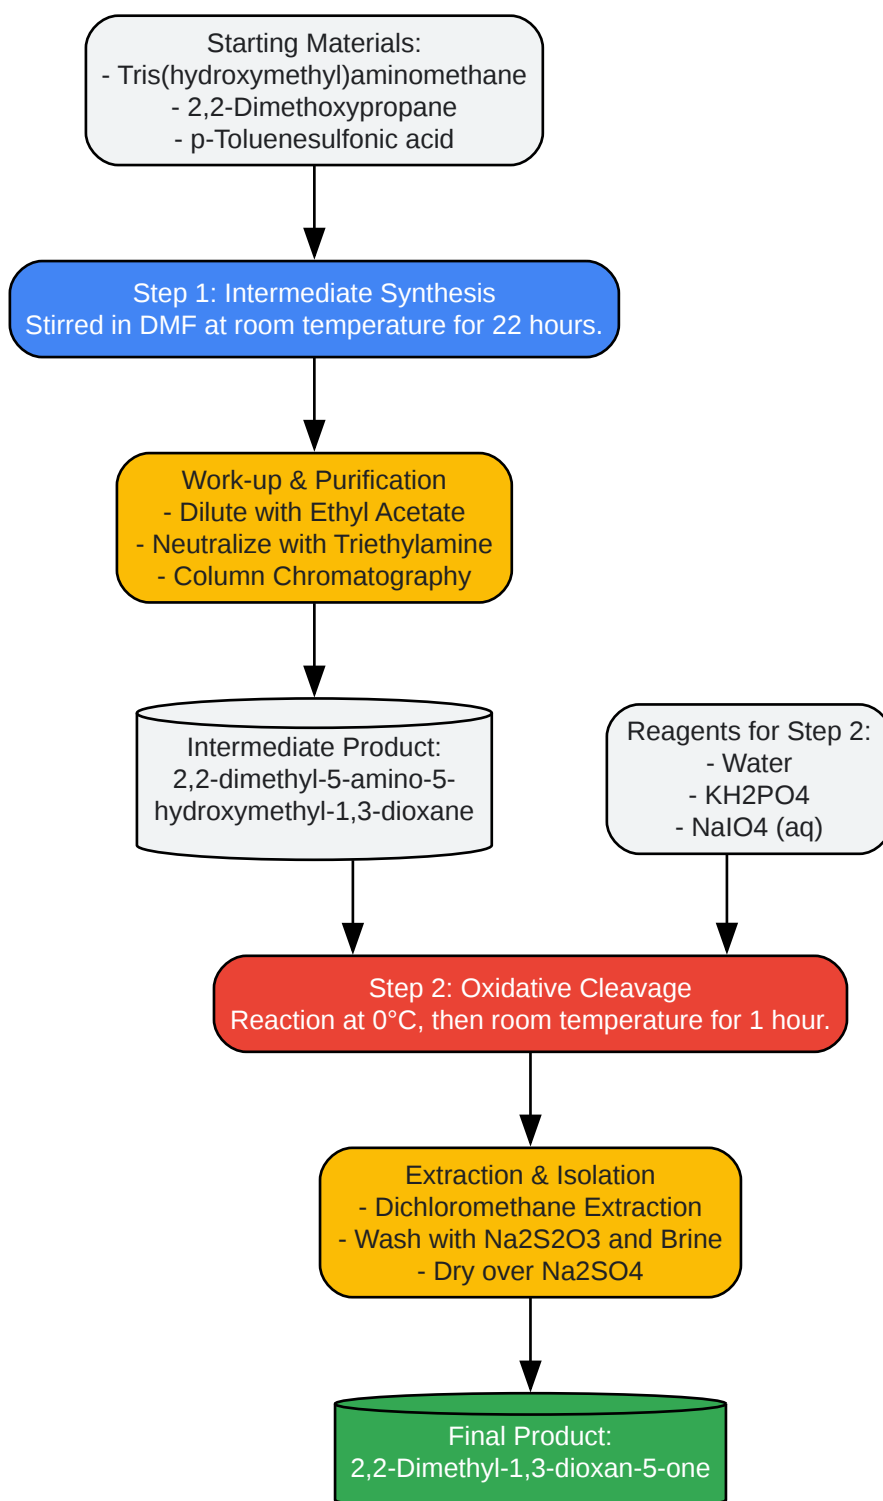 Starting Materials:
- Tris(hydroxymethyl)aminomethane
- 2,2-Dimethoxypropane
- p-Toluenesulfonic acid
Step 1: Intermediate Synthesis
Stirred in DMF at room temperature for 22 hours.
Work-up & Purification
- Dilute with Ethyl Acetate
- Neutralize with Triethylamine
- Column Chromatography
Intermediate Product:
2,2-dimethyl-5-amino-5-
hydroxymethyl-1,3-dioxane
Reagents for Step 2:
- Water
- KH2PO4
- NaIO4 (aq)
Step 2: Oxidative Cleavage
Reaction at 0°C, then room temperature for 1 hour.
Extraction & Isolation
- Dichloromethane Extraction
- Wash with Na2S2O3 and Brine
- Dry over Na2SO4
Final Product:
2,2-Dimethyl-1,3-dioxan-5-one